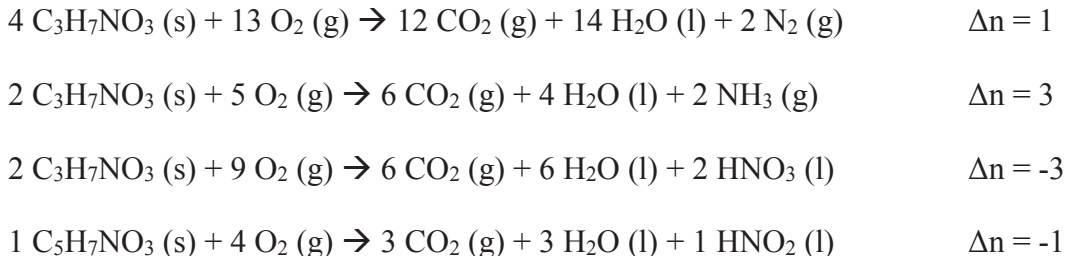 4 C₃H₇NO₃ (s) + 13 O₂ (g) → 12 CO₂ (g) + 14 H₂O (l) + 2 N₂ (g) Δn = 1
2 C₃H₇NO₃ (s) + 5 O₂ (g) → 6 CO₂ (g) + 4 H₂O (l) + 2 NH₃ (g) Δn = 3
2 C₃H₇NO₃ (s) + 9 O₂ (g) → 6 CO₂ (g) + 6 H₂O (l) + 2 HNO₃ (l) Δn = -3
1 C₅H₇NO₃ (s) + 4 O₂ (g) → 3 CO₂ (g) + 3 H₂O (l) + 1 HNO₂ (l) Δn = -1